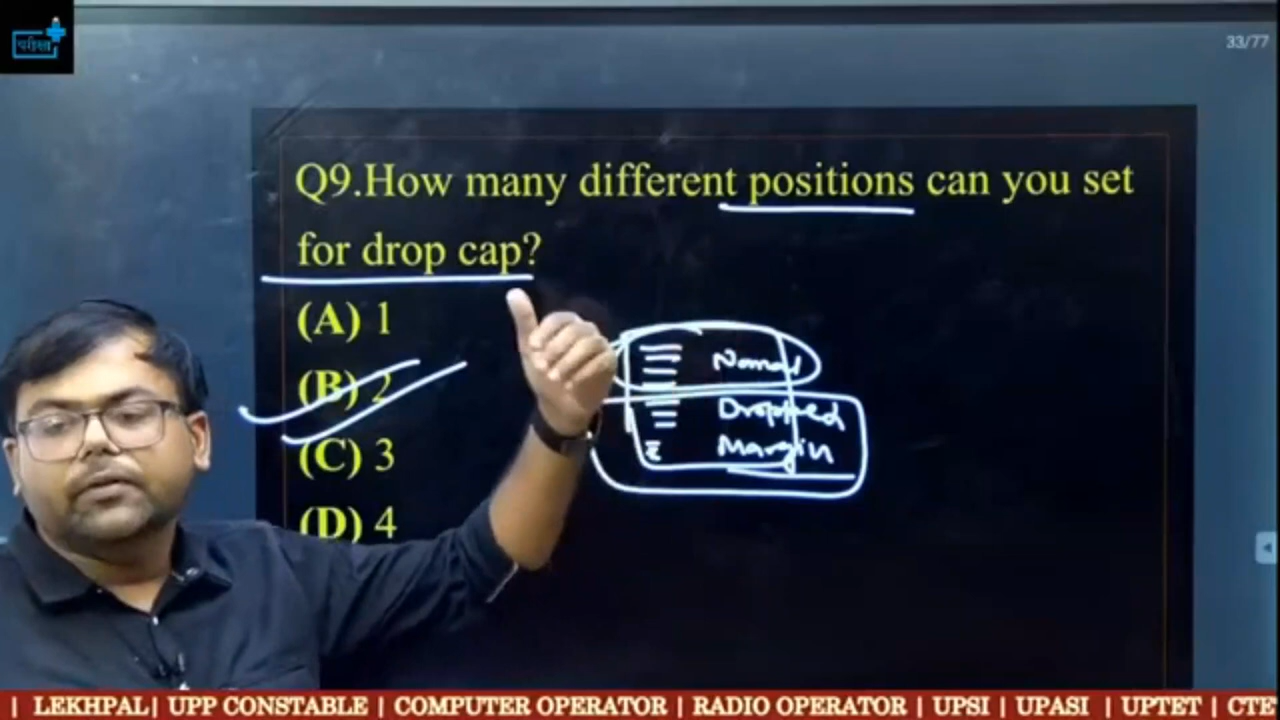 परीक्षा
33/77
Q9.How many different positions can you set
for drop cap?
(A) 1
(B) 2
(C) 3
(D) 4
Normal
Dropped
Margin
| LEKHPAL| UPP CONSTABLE | COMPUTER OPERATOR | RADIO OPERATOR | UPSI | UPASI | UPTET | CTE